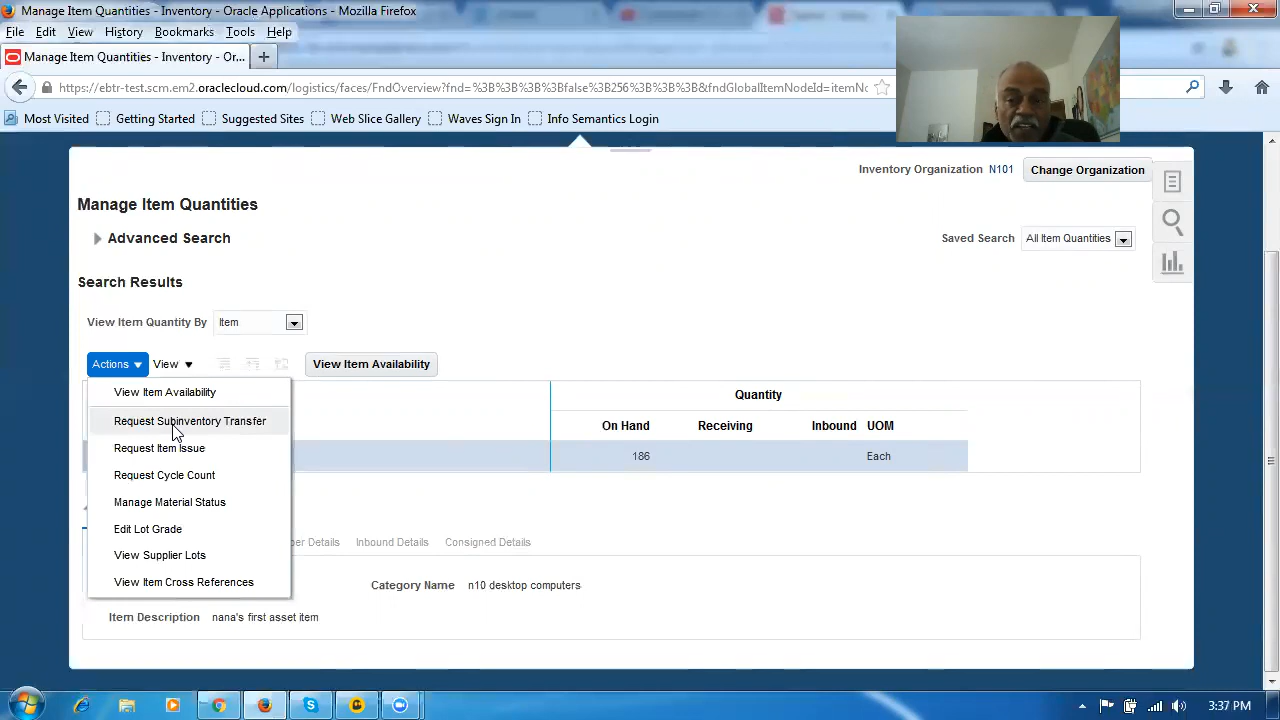 Manage Item Quantities - Inventory - Oracle Applications - Mozilla Firefox
File Edit View History Bookmarks Tools Help
Manage Item Quantities - Inventory - Or...
https://ebtr-test.scm.em2.oraclecloud.com/logistics/faces/FndOverview?fnd=%3B%3B%3B%3Bfalse%3B256%3B%3B%3B&fndGlobalItemNodeId=itemNo
Most Visited Getting Started Suggested Sites Web Slice Gallery Waves Sign In Info Semantics Organization
Inventory Organization N101 Change Organization
Manage Item Quantities
Advanced Search
Saved Search All Item Quantities
Search Results
View Item Quantity By Item
Actions View View Item Availability
View Item Availability
Request Subinventory Transfer
Request Item Issue
Request Cycle Count
Manage Material Status
Edit Lot Grade
View Supplier Lots
View Item Cross References
Quantity
On Hand Receiving Inbound UOM
186 Each
Details Inbound Details Consigned Details
Category Name n10 desktop computers
Item Description nana's first asset item
3:37 PM